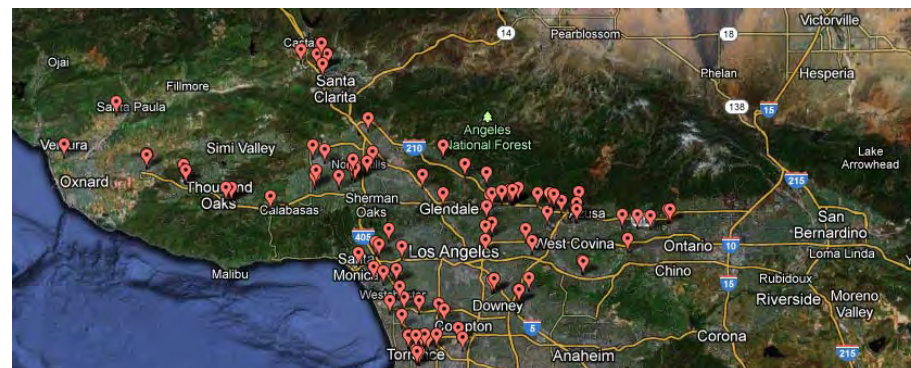 Victorville
14
Pearblossom
18
Castaic
Ojai
Phelan
Hesperia
Fillmore
Santa
Clarita
Santa Paula
138
15
Angeles
National Forest
210
Ventura
Simi Valley
Lake
Arrowhead
215
Oxnard
Thousand
Oaks
Sherman
Oaks
Glendale
Azusa
San
Bernardino
Calabasas
405
Los Angeles
West Covina
Ontario
10
Loma Linda
Malibu
Santa
Monica
Chino
15
Rubidoux
Riverside
Moreno
Valley
Westchester
Downey
Compton
5
Corona
Torrance
Anaheim
215